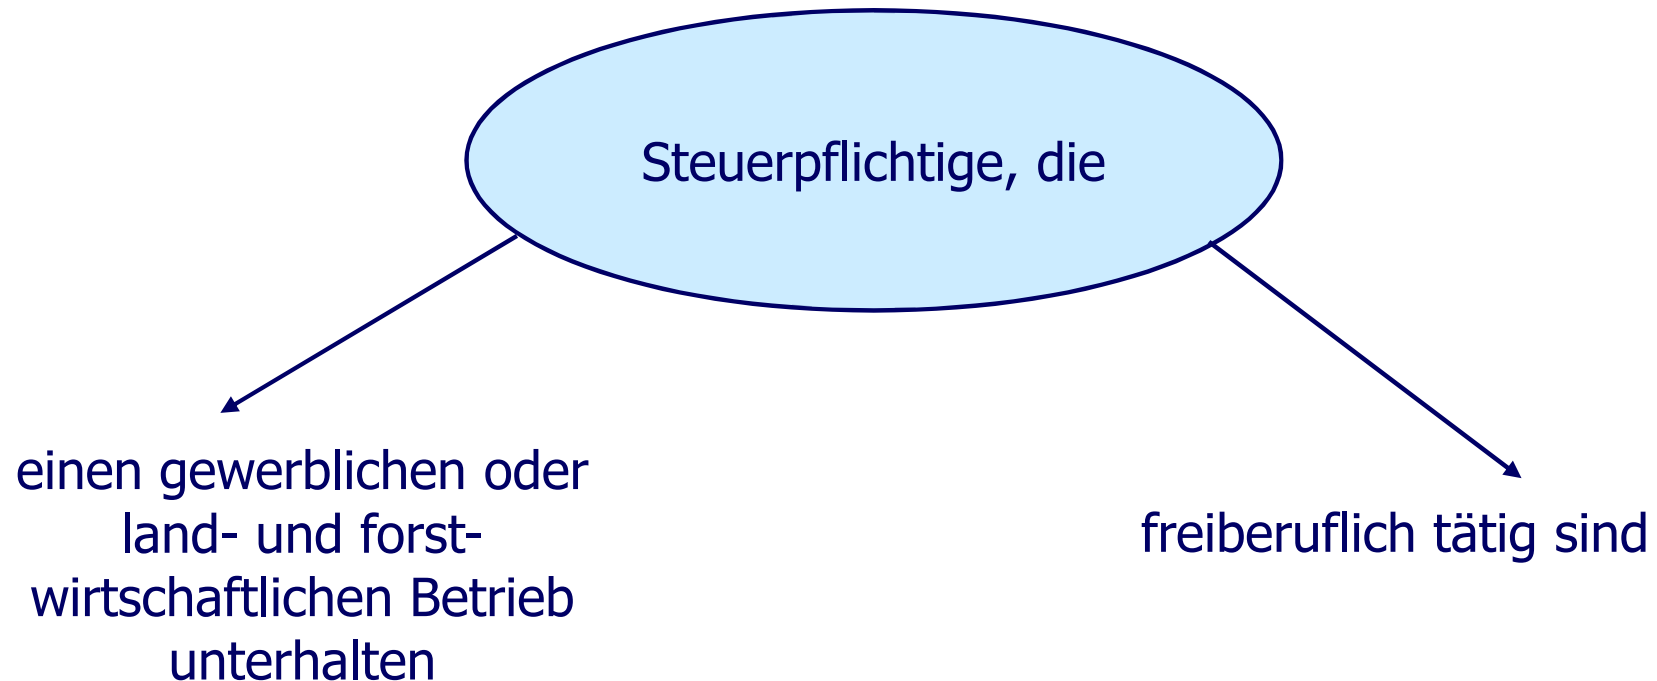 Steuerpflichtige, die
einen gewerblichen oder
land- und forst-
wirtschaftlichen Betrieb
unterhalten
freiberuflich tätig sind